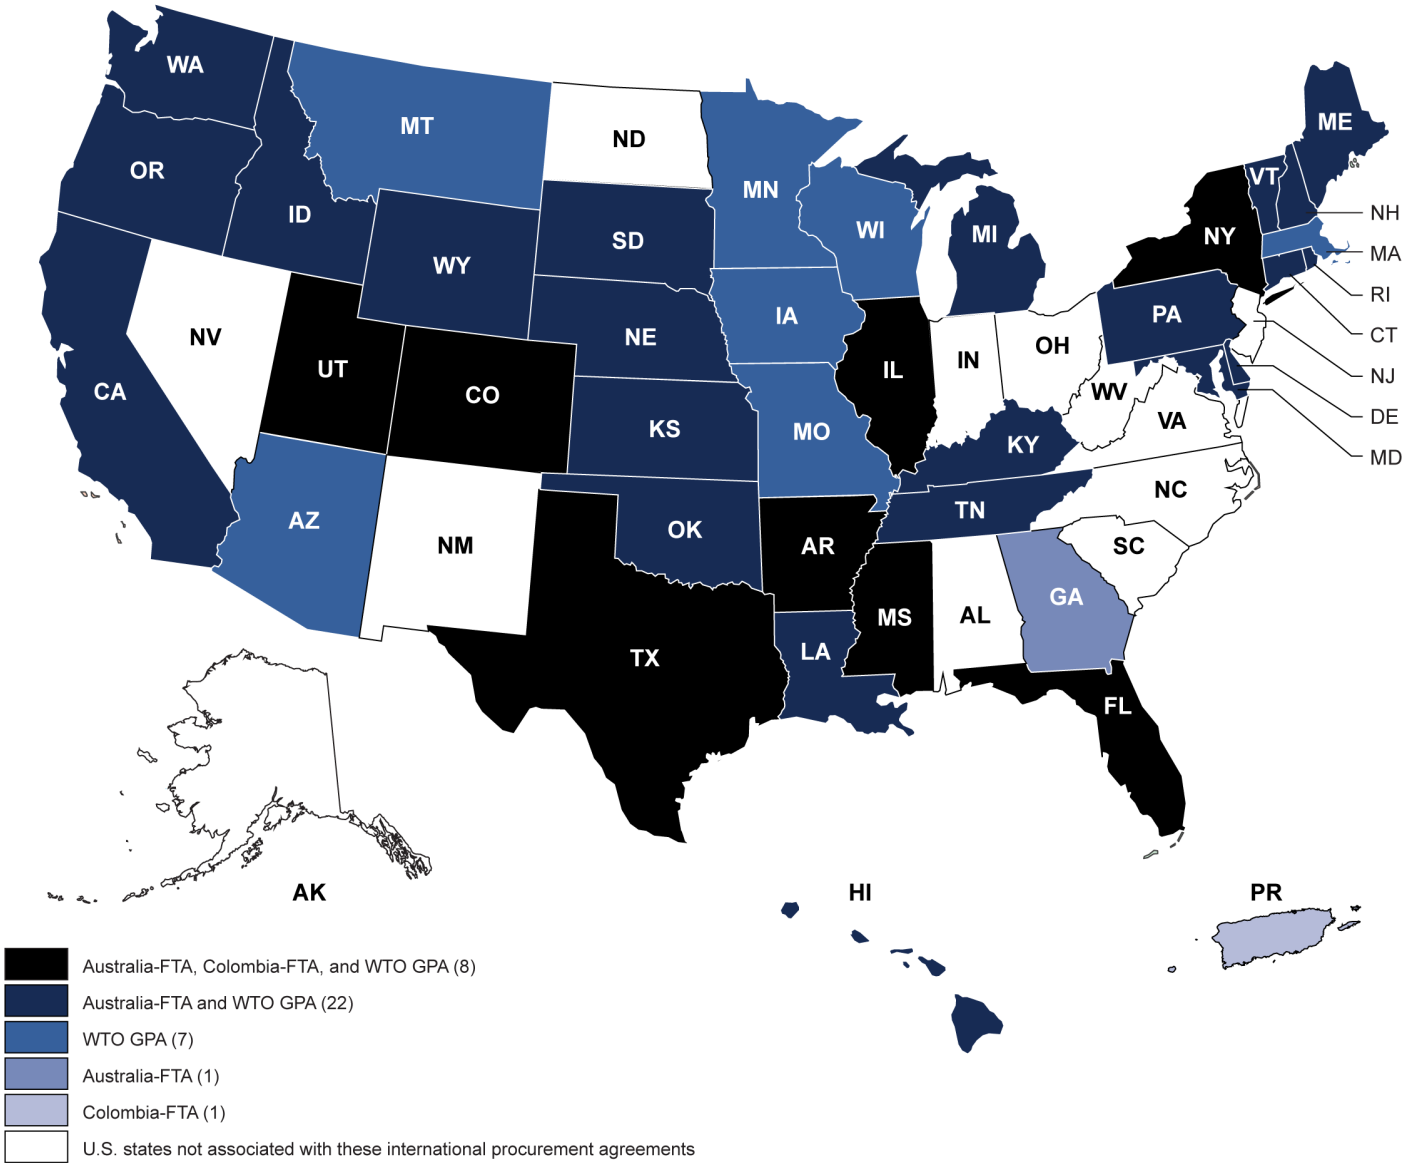 WA
MT
ND
ME
OR
MN
VT
ID
NH
SD
WI
MI
NY
MA
WY
RI
NV
NE
IA
PA
CT
UT
CO
IL
IN
OH
NJ
CA
KS
MO
WV
VA
DE
KY
MD
AZ
NM
OK
AR
TN
NC
SC
TX
LA
MS
AL
GA
FL
AK
HI
PR
Australia-FTA, Colombia-FTA, and WTO GPA (8)
Australia-FTA and WTO GPA (22)
WTO GPA (7)
Australia-FTA (1)
Colombia-FTA (1)
U.S. states not associated with these international procurement agreements